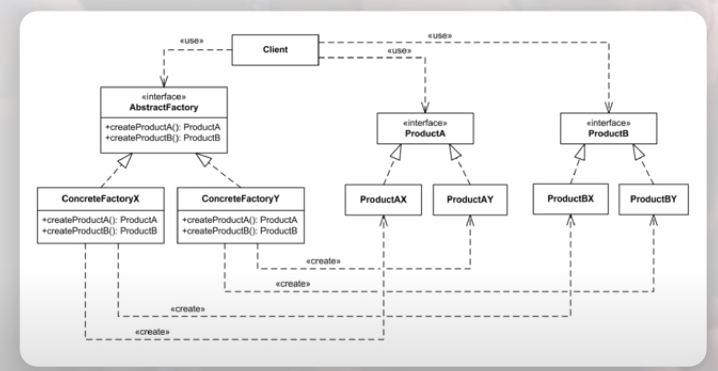 «use»
Client
«use»
«use»
«interface»
AbstractFactory
+createProductA(): ProductA
+createProductB(): ProductB
«interface»
ProductA
«interface»
ProductB
ConcreteFactoryX
+createProductA(): ProductA
+createProductB(): ProductB
ConcreteFactoryY
+createProductA(): ProductA
+createProductB(): ProductB
ProductAX
ProductAY
ProductBX
ProductBY
«create»
«create»
«create»
«create»